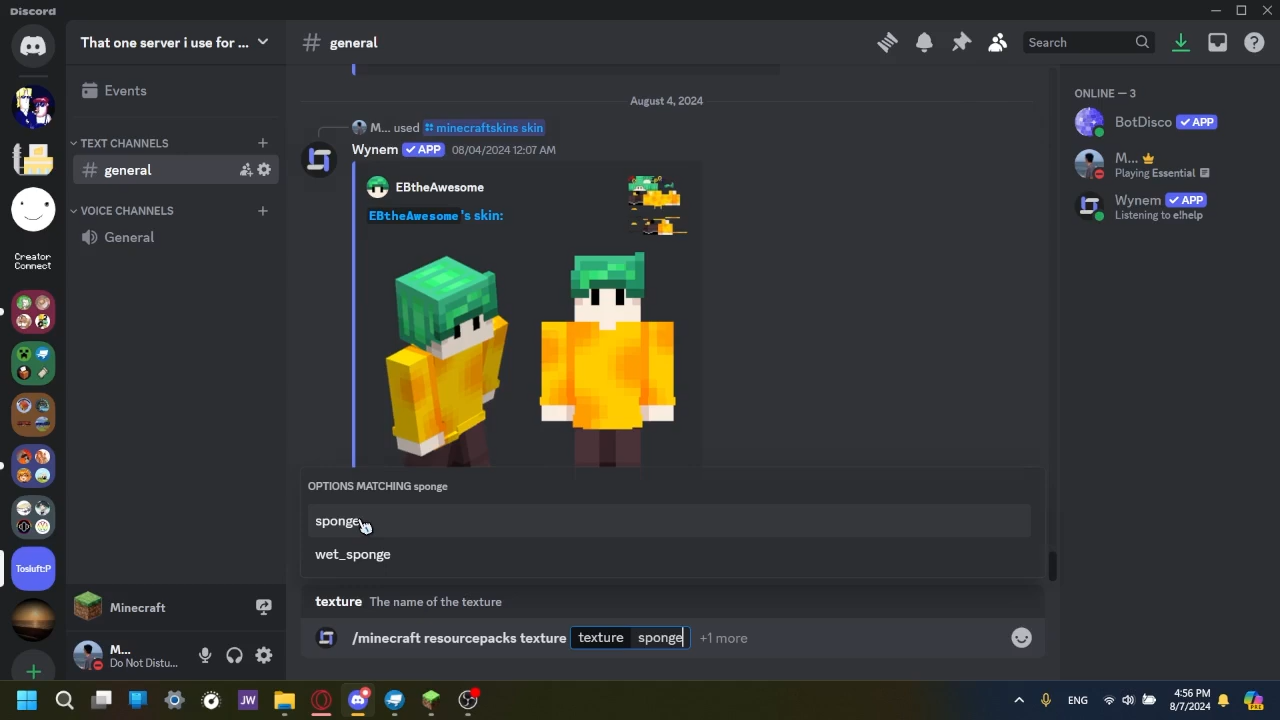 Discord
That one server i use for ...
general
Search
Events
TEXT CHANNELS
general
VOICE CHANNELS
General
Creator
Connect
Tosluft:P
August 4, 2024
M... used minecraftskins skin
Wynem APP 08/04/2024 12:07 AM
EBtheAwesome
EBtheAwesome's skin:
OPTIONS MATCHING sponge
sponge
wet_sponge
texture The name of the texture
/minecraft resourcepacks texture texture sponge +1 more
ONLINE — 3
BotDisco APP
M...
Playing Essential
Wynem APP
Listening to e!help
Minecraft
M...
Do Not Distu...
JW
ENG
4:56 PM
8/7/2024
PRE